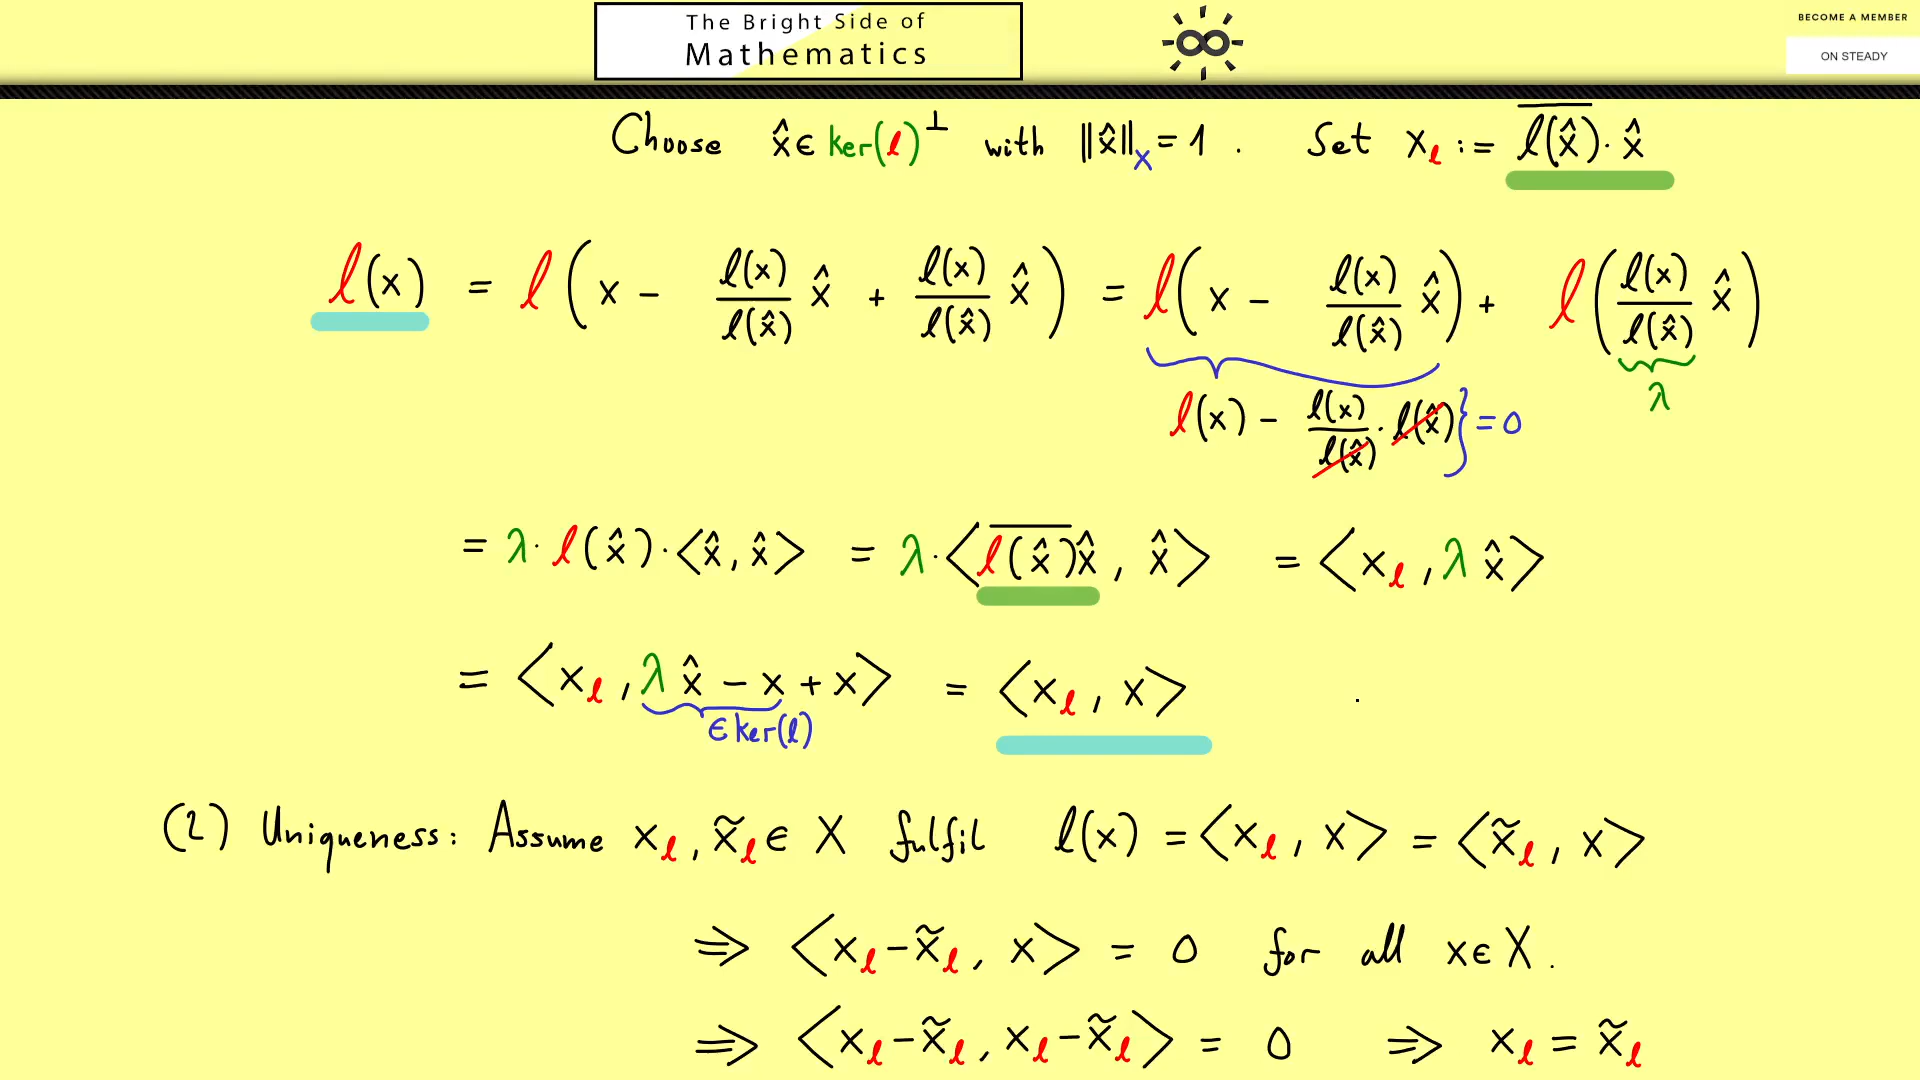 The Bright Side of
Mathematics
BECOME A MEMBER
ON STEADY
Choose x̂ ∈ ker(ℓ)^⊥ with ‖x̂‖_X = 1 . Set x_ℓ := \overline{ℓ(x̂)} · x̂
ℓ(x) = ℓ( x − ℓ(x)/ℓ(x̂) x̂ + ℓ(x)/ℓ(x̂) x̂ ) = ℓ( x − ℓ(x)/ℓ(x̂) x̂ ) + ℓ( ℓ(x)/ℓ(x̂) x̂ )
ℓ(x) − ℓ(x)/ℓ(x̂) · ℓ(x̂) } = 0
λ
= λ · ℓ(x̂) · <x̂, x̂> = λ · <\overline{ℓ(x̂)} x̂, x̂> = <x_ℓ, λ x̂>
= <x_ℓ, λ x̂ − x + x> = <x_ℓ, x>
∈ ker(ℓ)
(2) Uniqueness: Assume x_ℓ, x̃_ℓ ∈ X fulfil ℓ(x) = <x_ℓ, x> = <x̃_ℓ, x>
⇒ <x_ℓ − x̃_ℓ, x> = 0 for all x ∈ X .
⇒ <x_ℓ − x̃_ℓ, x_ℓ − x̃_ℓ> = 0 ⇒ x_ℓ = x̃_ℓ